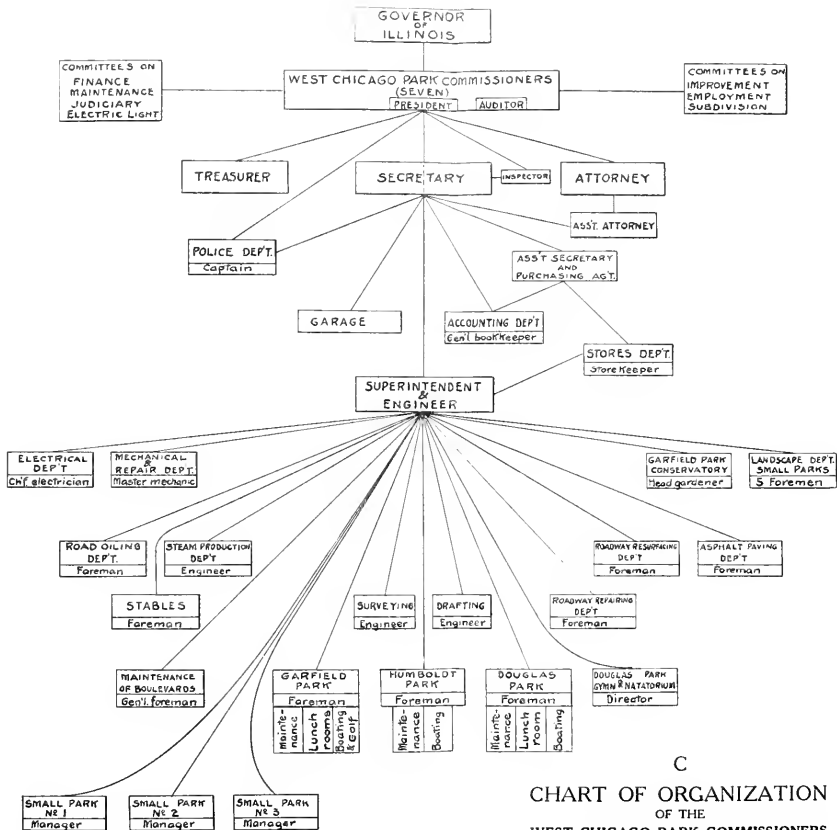 GOVERNOR
OF
ILLINOIS
COMMITTEES ON
FINANCE
MAINTENANCE
JUDICIARY
ELECTRIC LIGHT
WEST CHICAGO PARK COMMISSIONERS
(SEVEN)
PRESIDENT
AUDITOR
COMMITTEES ON
IMPROVEMENT
EMPLOYMENT
SUBDIVISION
TREASURER
SECRETARY
INSPECTOR
ATTORNEY
ASS'T. ATTORNEY
POLICE DEP'T.
Captain
ASS'T SECRETARY
AND
PURCHASING AG'T.
GARAGE
ACCOUNTING DEP'T
Gen'l bookkeeper
STORES DEP'T.
Storekeeper
SUPERINTENDENT
&
ENGINEER
ELECTRICAL
DEP'T
Ch'f electrician
MECHANICAL
&
REPAIR DEPT.
Master mechanic
GARFIELD PARK
CONSERVATORY
Head gardener
LANDSCAPE DEPT.
SMALL PARKS
5 Foremen
ROAD OILING
DEP'T.
Foreman
STEAM PRODUCTION
DEP'T
Engineer
ROADWAY RESURFACING
DEP'T
Foreman
ASPHALT PAVING
DEP'T
Foreman
STABLES
Foreman
SURVEYING
Engineer
DRAFTING
Engineer
ROADWAY REPAIRING
DEP'T
Foreman
MAINTENANCE
OF BOULEVARDS
Gen'l. foreman
GARFIELD
PARK
Foreman
Mainte-
nance
Lunch
rooms
Boating
& Golf
HUMBOLDT
PARK
Foreman
Mainte-
nance
Boating
DOUGLAS
PARK
Foreman
Mainte-
nance
Lunch
room
Boating
DOUGLAS PARK
GYMN & NATATORIUM
Director
SMALL PARK
No 1
Manager
SMALL PARK
No 2
Manager
SMALL PARK
No 3
Manager
C
CHART OF ORGANIZATION
OF THE
WEST CHICAGO PARK COMMISSIONERS